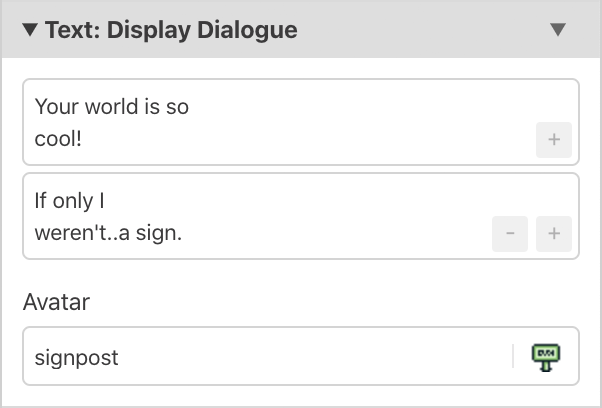 Text: Display Dialogue
Your world is so
cool!
+
If only I
weren't..a sign.
- +
Avatar
signpost